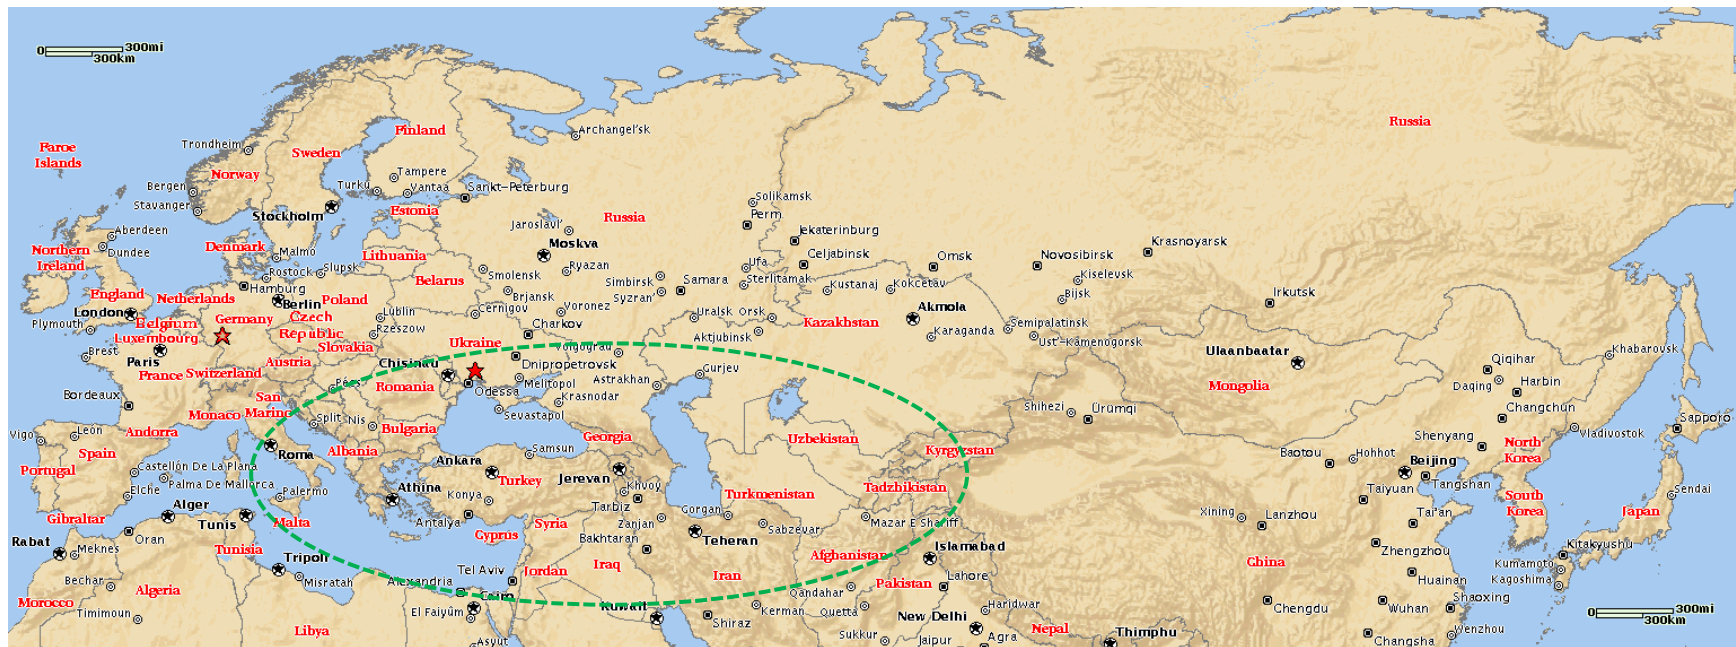 0 300mi
300km
Russia
Archangel'sk
Finland
Trondheim
Faroe
Islands
Sweden
Norway
Tampere
Bergen
Turku
Vantaa
Sankt-Peterburg
Solikamsk
Stavanger
Stockholm
Estonia
Russia
Perm
Jaroslavl'
Aberdeen
Jekaterinburg
Northern
Ireland
Dundee
Denmark
Malmo
Lithuania
Moskva
Celjabinsk
Omsk
Novosibirsk
Krasnoyarsk
Rostock
Slupsk
Smolensk
Ryazan
Ufa
Simbirsk
Samara
Sterlitamak
Kiselevsk
Belarus
Hamburg
England
Netherlands
Berlin
Poland
Brjansk
Syzran'
Kustanaj
Kokcetav
Bijsk
Irkutsk
London
Plymouth
Belgium
Germany
Czech
Republic
Lublin
Cernigov
Voronez
Uralsk
Orsk
Kazakhstan
Akmola
Luxembourg
Rzeszow
Charkov
Aktjubinsk
Karaganda
Semipalatinsk
Ust'-Kamenogorsk
Slovakia
Ukraine
Volgograd
Brest
Paris
Austria
Chisinau
Dnipropetrovsk
Ulaanbaatar
Khabarovsk
France
Switzerland
Pécs
Romania
Odessa
Melitopol
Astrakhan
Gurjev
Mongolia
Qiqihar
Daqing
Harbin
Bordeaux
San
Marino
Monaco
Krasnodar
Sevastapol
Shihezi
Ürümqi
Changchun
Sapporo
Split
Nis
Andorra
Bulgaria
Georgia
Uzbekistan
Vladivostok
Vigo
León
Spain
Roma
Albania
Samsun
Kyrgyzstan
Shenyang
North
Korea
Portugal
Castellón De La Plana
Palma De Mallorca
Ankara
Turkey
Jerevan
Khvoy
Baotou
Hohhot
Beijing
Tangshan
Elche
Palermo
Athina
Konya
Tarbiz
Turkmenistan
Tadzhikistan
Taiyuan
South
Korea
Sendai
Gibraltar
Alger
Tunis
Malta
Antalya
Syria
Zanjan
Gorgan
Sabzevar
Mazar E Shariff
Xining
Lanzhou
Tai'an
Japan
Oran
Cyprus
Bakhtaran
Teheran
Rabat
Meknes
Tunisia
Tripoli
Afghanistan
Islamabad
Zhengzhou
Kitakyushu
Tel Aviv
Jordan
Iraq
Iran
China
Kumamoto
Kagoshima
Bechar
Algeria
Misratah
Alexandria
Pakistan
Lahore
Huainan
Morocco
Timimoun
Cairo
El Faiyûm
Kuwait
Qandahar
Quetta
Kerman
Shiraz
Haridwar
Chengdu
Wuhan
Shaoxing
0 300mi
300km
Libya
New Delhi
Nepal
Thimphu
Asyut
Sukkur
Jaipur
Agra
Changsha
Wenzhou